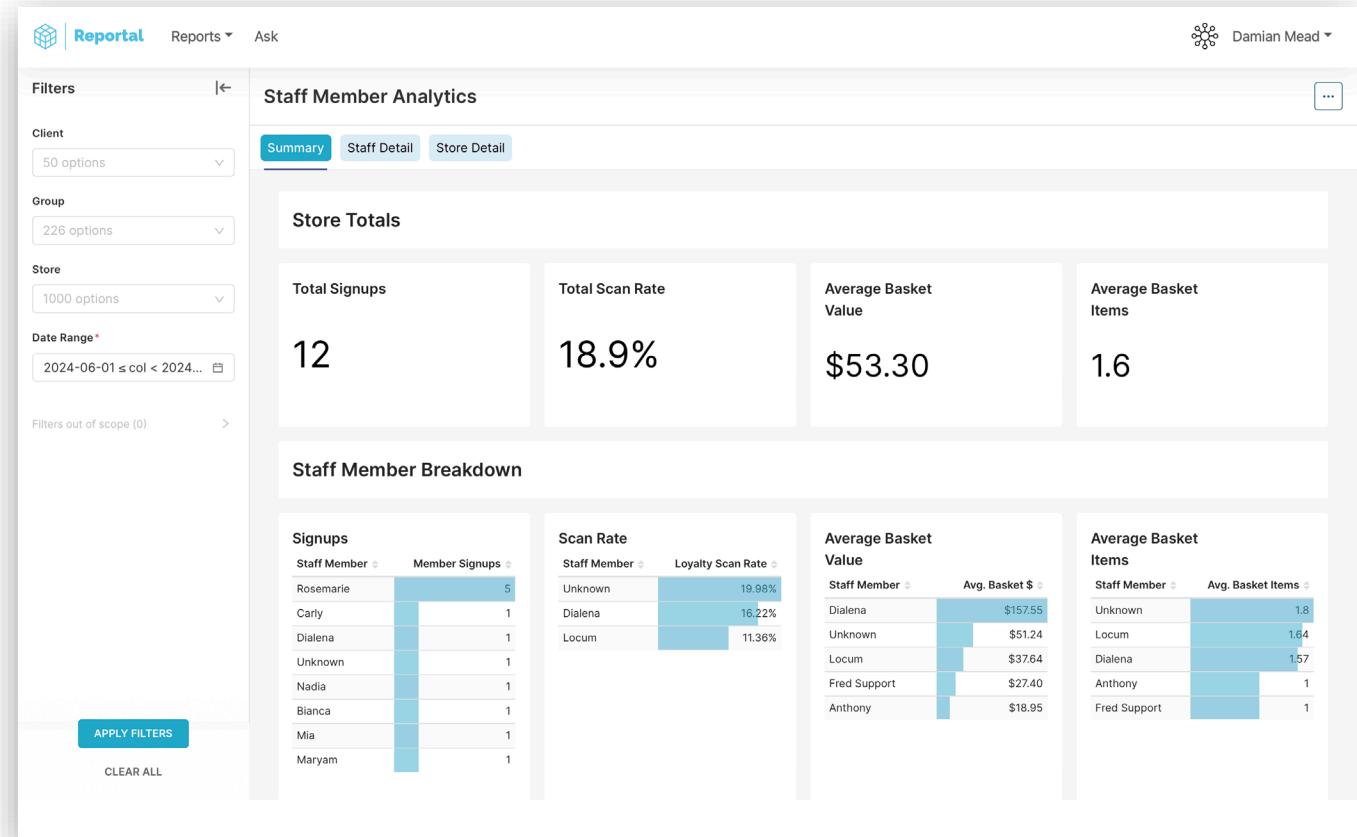 Reportal
Reports
Ask
Damian Mead
Filters
Client
50 options
Group
226 options
Store
1000 options
Date Range*
2024-06-01 ≤ col < 2024...
Filters out of scope (0)
APPLY FILTERS
CLEAR ALL
Staff Member Analytics
...
Summary
Staff Detail
Store Detail
Store Totals
Total Signups
12
Total Scan Rate
18.9%
Average Basket
Value
$53.30
Average Basket
Items
1.6
Staff Member Breakdown
Signups
Staff Member Member Signups
Rosemarie 5
Carly 1
Dialena 1
Unknown 1
Nadia 1
Bianca 1
Mia 1
Maryam 1
Scan Rate
Staff Member Loyalty Scan Rate
Unknown 19.98%
Dialena 16.22%
Locum 11.36%
Average Basket
Value
Staff Member Avg. Basket $
Dialena $157.55
Unknown $51.24
Locum $37.64
Fred Support $27.40
Anthony $18.95
Average Basket
Items
Staff Member Avg. Basket Items
Unknown 1.8
Locum 1.64
Dialena 1.57
Anthony 1
Fred Support 1